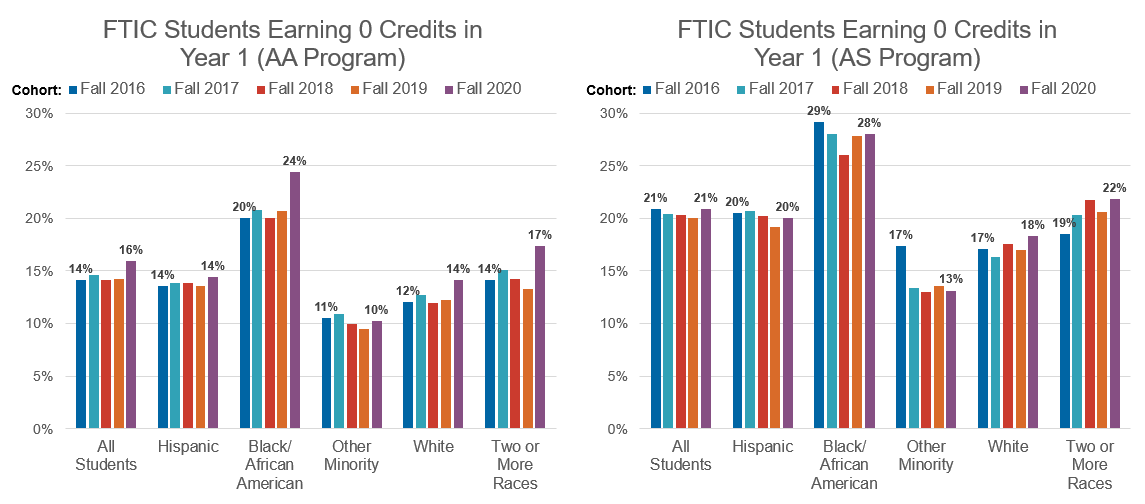 FTIC Students Earning 0 Credits in
Year 1 (AA Program)
Cohort: Fall 2016 Fall 2017 Fall 2018 Fall 2019 Fall 2020
30%
25%
20%
15%
10%
5%
0%
14% 16%
14% 14%
20% 24%
11% 10%
12% 14%
14% 17%
All
Students
Hispanic
Black/
African
American
Other
Minority
White
Two or
More
Races
FTIC Students Earning 0 Credits in
Year 1 (AS Program)
Cohort: Fall 2016 Fall 2017 Fall 2018 Fall 2019 Fall 2020
30%
25%
20%
15%
10%
5%
0%
21% 21%
20% 20%
29% 28%
17% 13%
17% 18%
19% 22%
All
Students
Hispanic
Black/
African
American
Other
Minority
White
Two or
More
Races